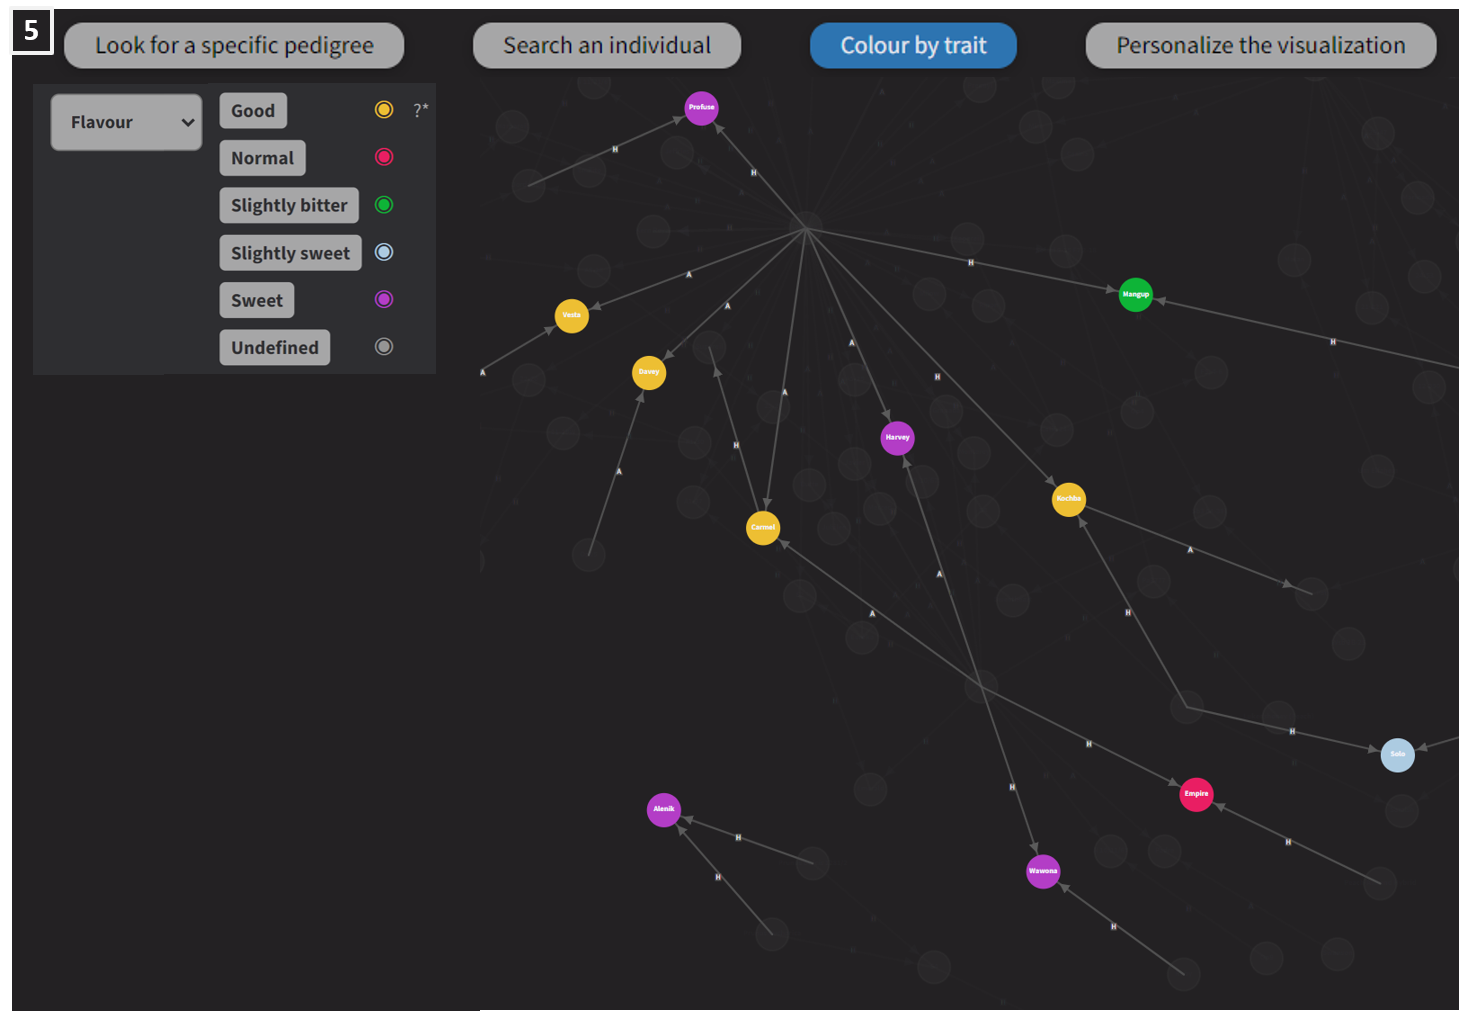 5
Look for a specific pedigree
Search an individual
Colour by trait
Personalize the visualization
Flavour
Good
?*
Normal
Slightly bitter
Slightly sweet
Sweet
Undefined
Profuse
H
H
H
Mangup
A
Vesta
A
H
A
Davey
A
H
A
Harvey
H
A
Carmel
Rochbo
A
A
H
A
H
Solo
H
Empire
H
Alenik
H
H
H
Wawona
H